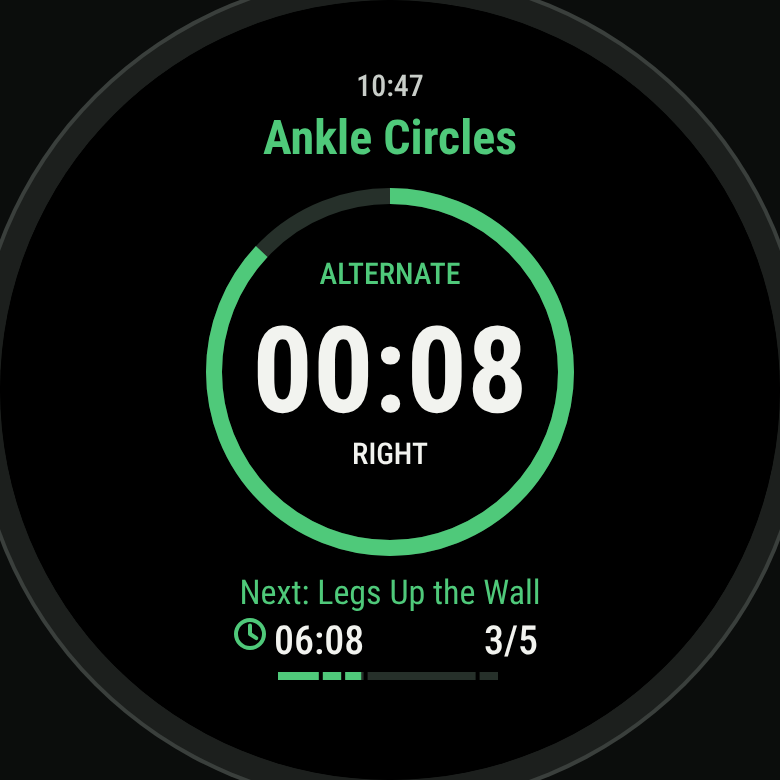 10:47
Ankle Circles
ALTERNATE
00:08
RIGHT
Next: Legs Up the Wall
06:08 3/5